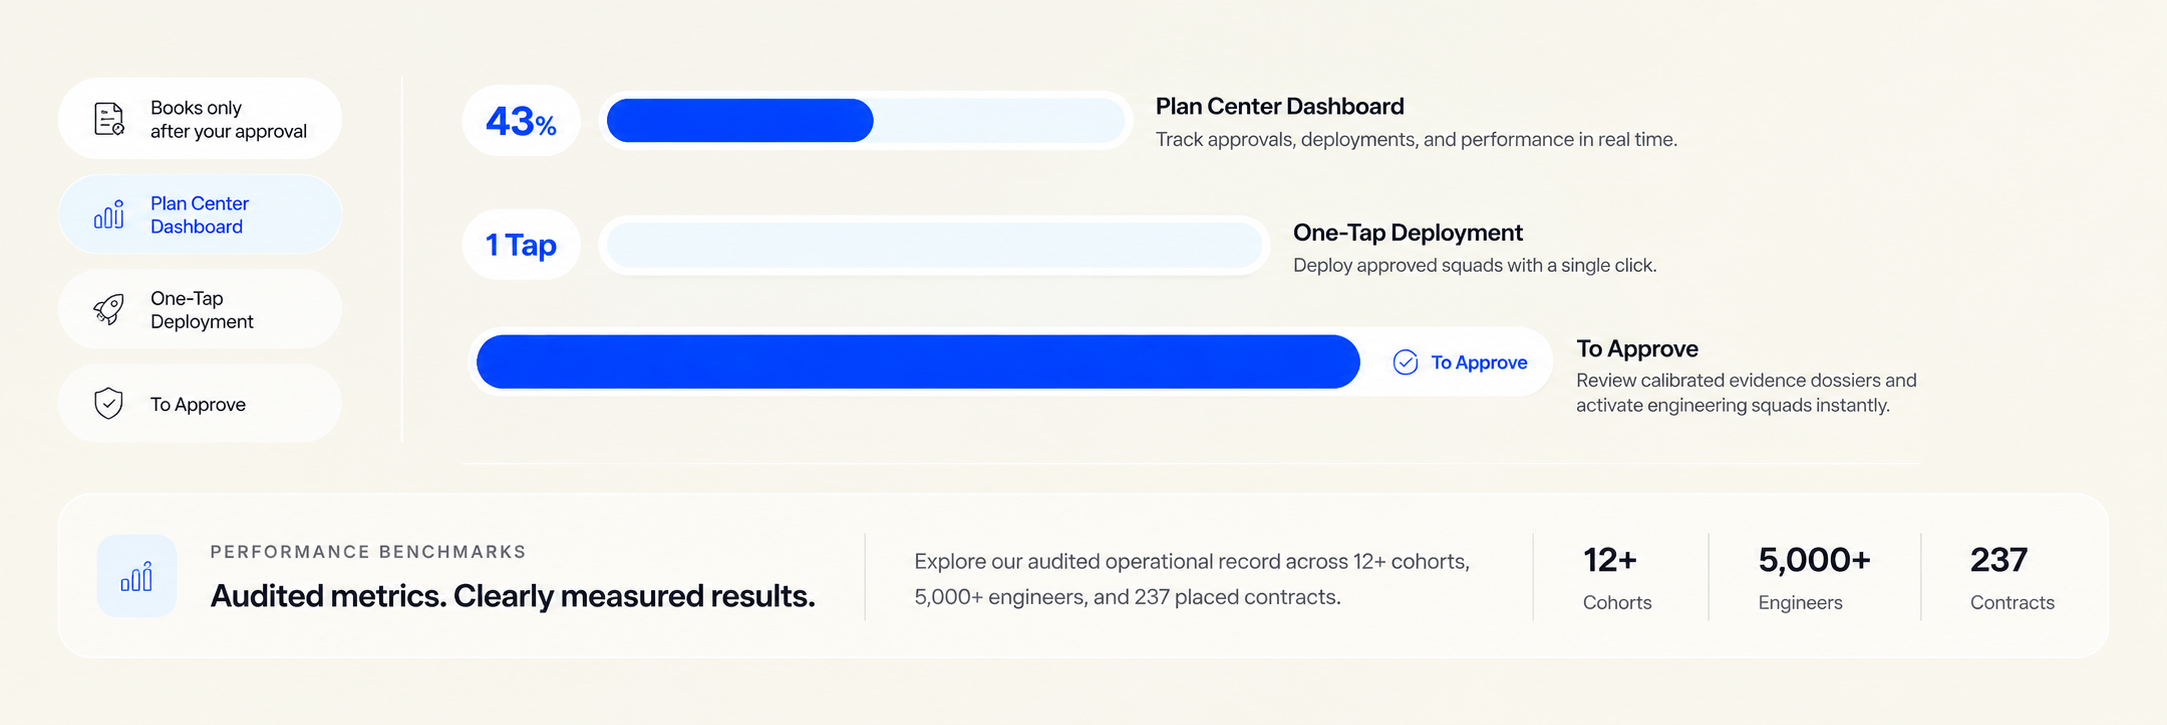 Books only
after your approval
Plan Center
Dashboard
One-Tap
Deployment
To Approve
43%
Plan Center Dashboard
Track approvals, deployments, and performance in real time.
1 Tap
One-Tap Deployment
Deploy approved squads with a single click.
To Approve
To Approve
Review calibrated evidence dossiers and
activate engineering squads instantly.
PERFORMANCE BENCHMARKS
Audited metrics. Clearly measured results.
Explore our audited operational record across 12+ cohorts,
5,000+ engineers, and 237 placed contracts.
12+
Cohorts
5,000+
Engineers
237
Contracts